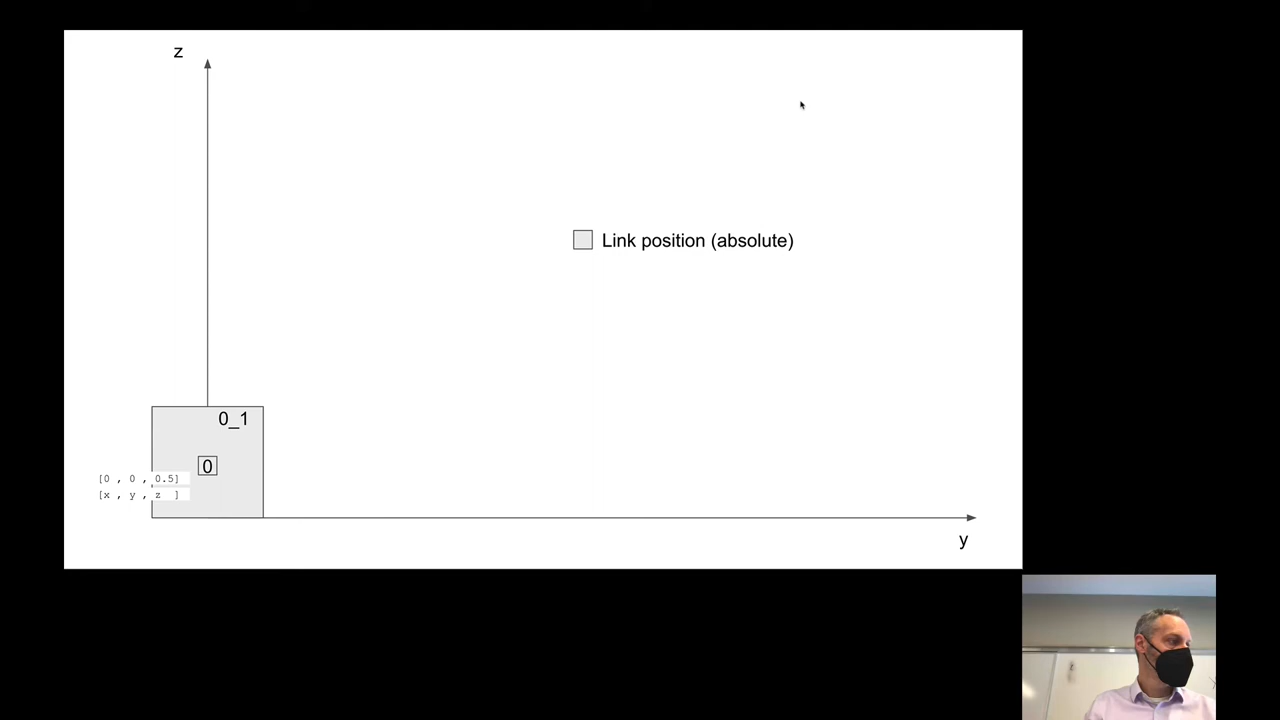 z
Link position (absolute)
0_1
0
[0 , 0 , 0.5]
[x , y , z  ]
y